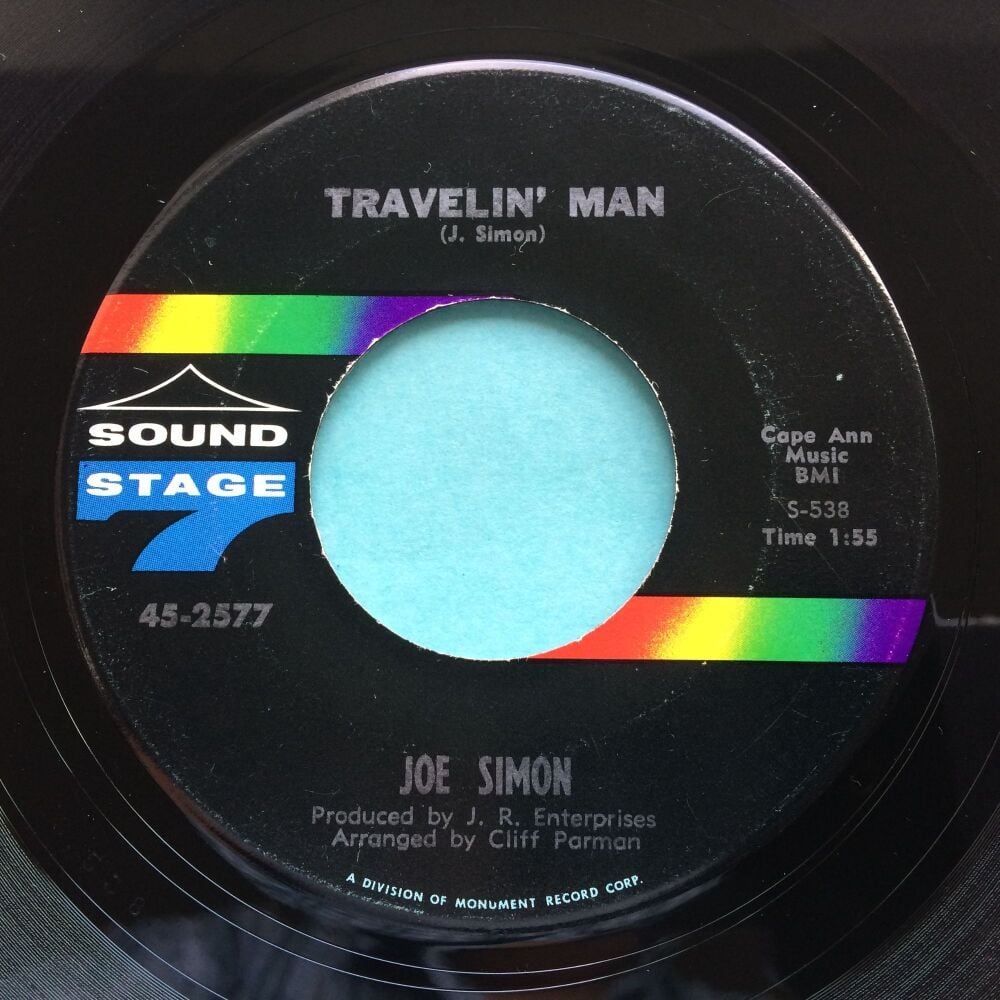 TRAVELIN' MAN
(J. Simon)
SOUND
STAGE
7
45-2577
Cape Ann
Music
BMI
S-538
Time 1:55
JOE SIMON
Produced by J. R. Enterprises
Arranged by Cliff Parman
A DIVISION OF MONUMENT RECORD CORP.